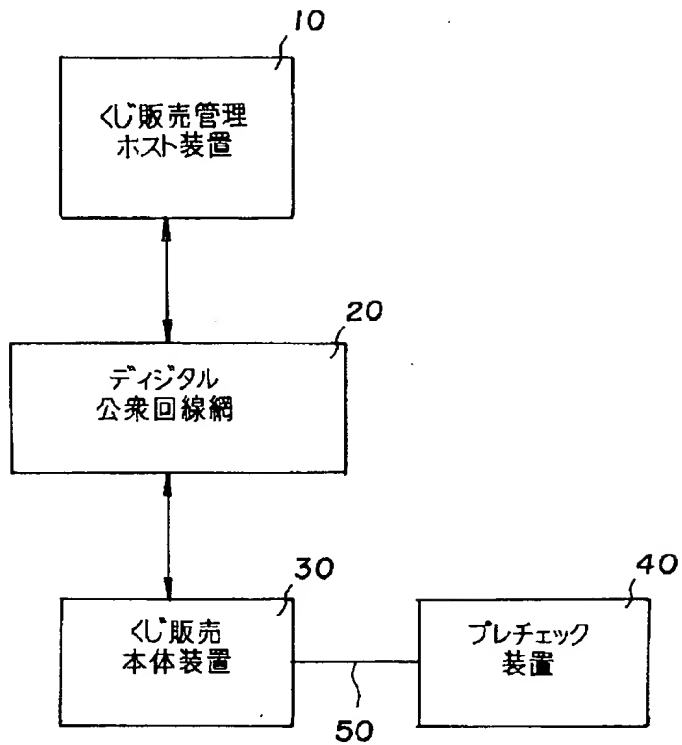 10
くじ販売管理
ホスト装置
20
ディジタル
公衆回線網
30
くじ販売
本体装置
40
プレチェック
装置
50